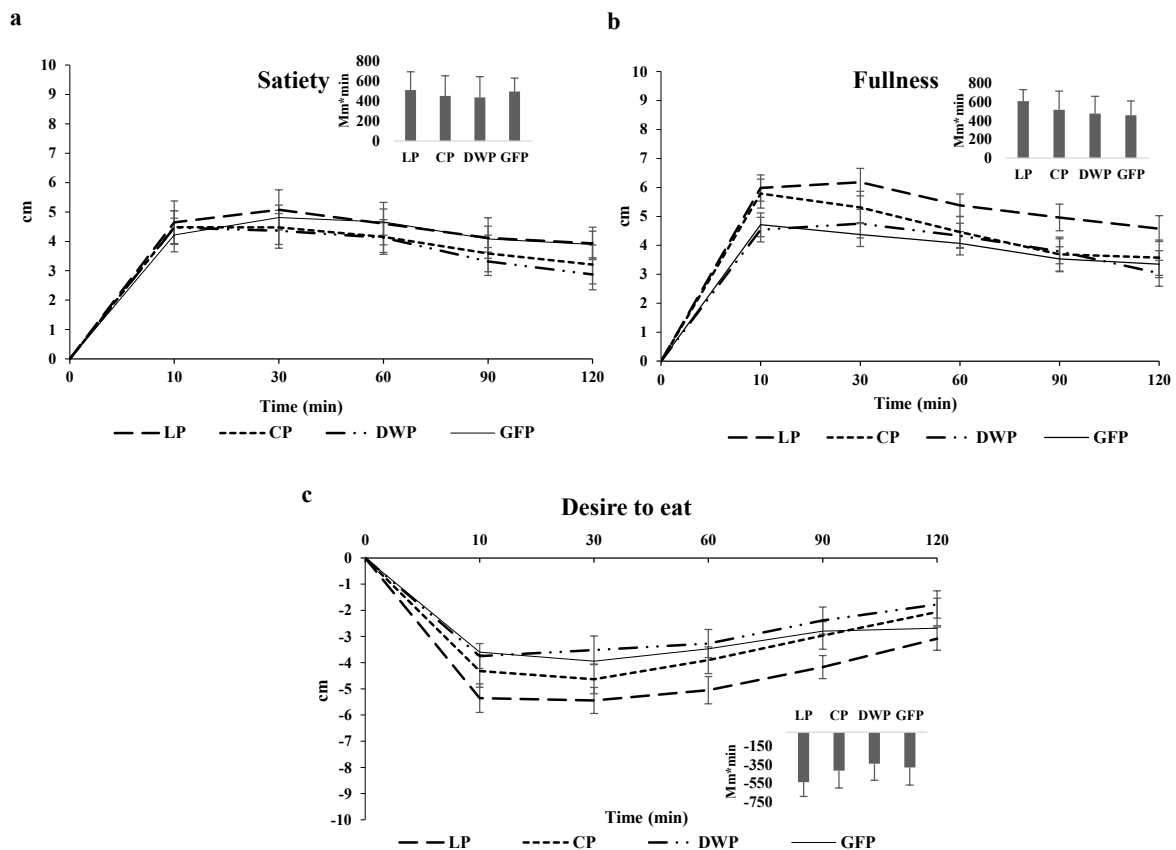 a
Satiety
10
9
8
7
6
5
4
3
2
1
0
cm
0 10 30 60 90 120
Time (min)
800
600
400
200
0
Mm*min
LP CP DWP GFP
LP CP DWP GFP
b
Fullness
10
9
8
7
6
5
4
3
2
1
0
cm
0 10 30 60 90 120
Time (min)
800
600
400
200
0
Mm*min
LP CP DWP GFP
LP CP DWP GFP
c
Desire to eat
0 10 30 60 90 120
0
-1
-2
-3
-4
-5
-6
-7
-8
-9
-10
cm
LP CP DWP GFP
-150
-350
-550
-750
Mm*min
Time (min)
LP CP DWP GFP